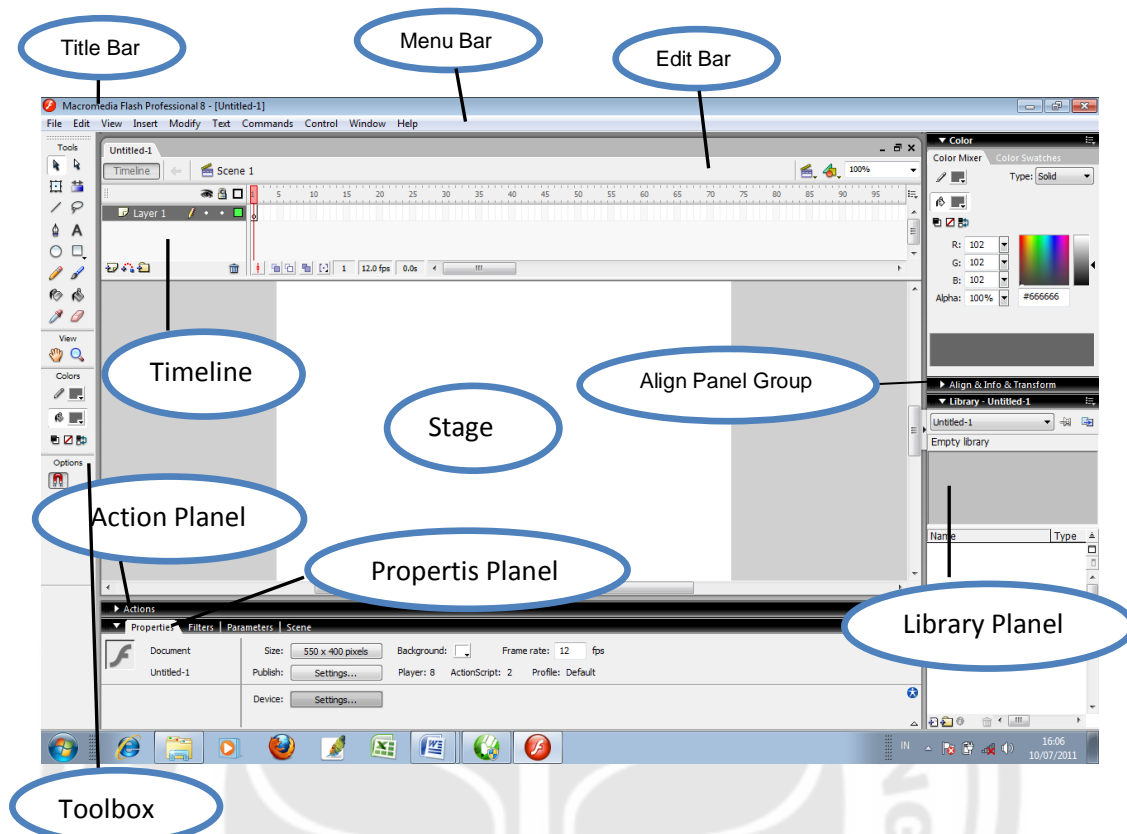 Title Bar
Menu Bar
Edit Bar
Macromedia Flash Professional 8 - [Untitled-1]
File Edit View Insert Modify Text Commands Control Window Help
Tools
Untitled-1
Timeline
Scene 1
100%
1 5 10 15 20 25 30 35 40 45 50 55 60 65 70 75 80 85 90 95
Layer 1
1 12.0 fps 0.0s
View
Colors
Options
Color
Color Mixer Color Swatches
Type: Solid
R: 102
G: 102
B: 102
Alpha: 100% #666666
Align & Info & Transform
Library - Untitled-1
Untitled-1
Empty library
Name Type
Timeline
Align Panel Group
Stage
Action Planel
Propertis Planel
Library Planel
Actions
Properties Filters Parameters Scene
Document
Untitled-1
Size: 550 x 400 pixels Background: Frame rate: 12 fps
Publish: Settings... Player: 8 ActionScript: 2 Profile: Default
Device: Settings...
IN
16:06
10/07/2011
Toolbox
NG